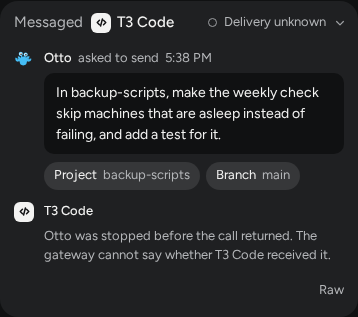 Messaged T3 Code Delivery unknown
Otto asked to send 5:38 PM
In backup-scripts, make the weekly check
skip machines that are asleep instead of
failing, and add a test for it.
Project backup-scripts Branch main
T3 Code
Otto was stopped before the call returned. The
gateway cannot say whether T3 Code received it.
Raw